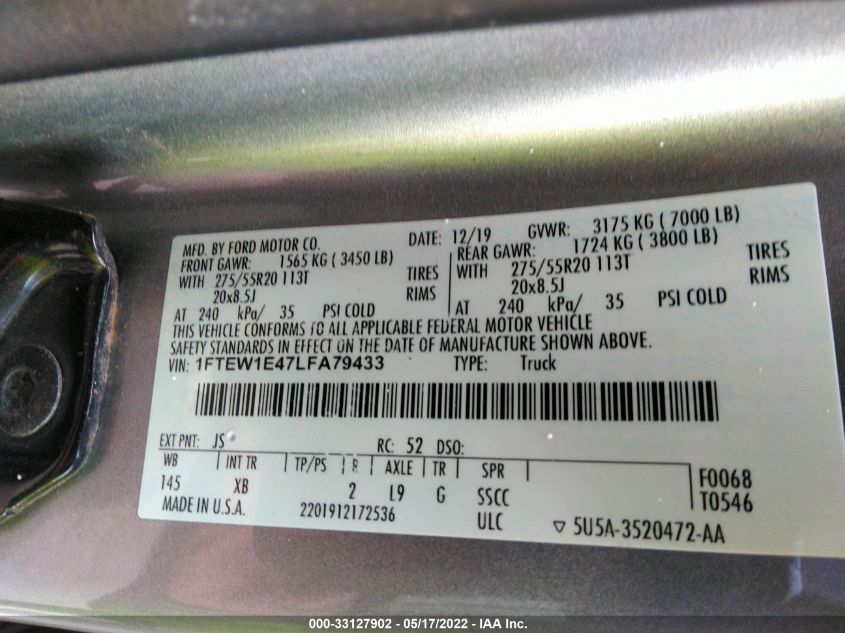 MFD. BY FORD MOTOR CO.
DATE: 12/19 GVWR: 3175 KG ( 7000 LB)
FRONT GAWR: 1565 KG ( 3450 LB)
REAR GAWR: 1724 KG ( 3800 LB)
WITH 275/55R20 113T TIRES
WITH 275/55R20 113T TIRES
20x8.5J RIMS
20x8.5J RIMS
AT 240 kPa/ 35 PSI COLD
AT 240 kPa/ 35 PSI COLD
THIS VEHICLE CONFORMS TO ALL APPLICABLE FEDERAL MOTOR VEHICLE
SAFETY STANDARDS IN EFFECT ON THE DATE OF MANUFACTURE SHOWN ABOVE.
VIN: 1FTEW1E47LFA79433 TYPE: Truck
EXT PNT: JS RC: 52 DSO:
WB INT TR TP/PS R AXLE TR SPR
145 XB 2 L9 G SSCC
F0068
T0546
MADE IN U.S.A. 2201912172536 ULC 5U5A-3520472-AA
000-33127902 - 05/17/2022 - IAA Inc.